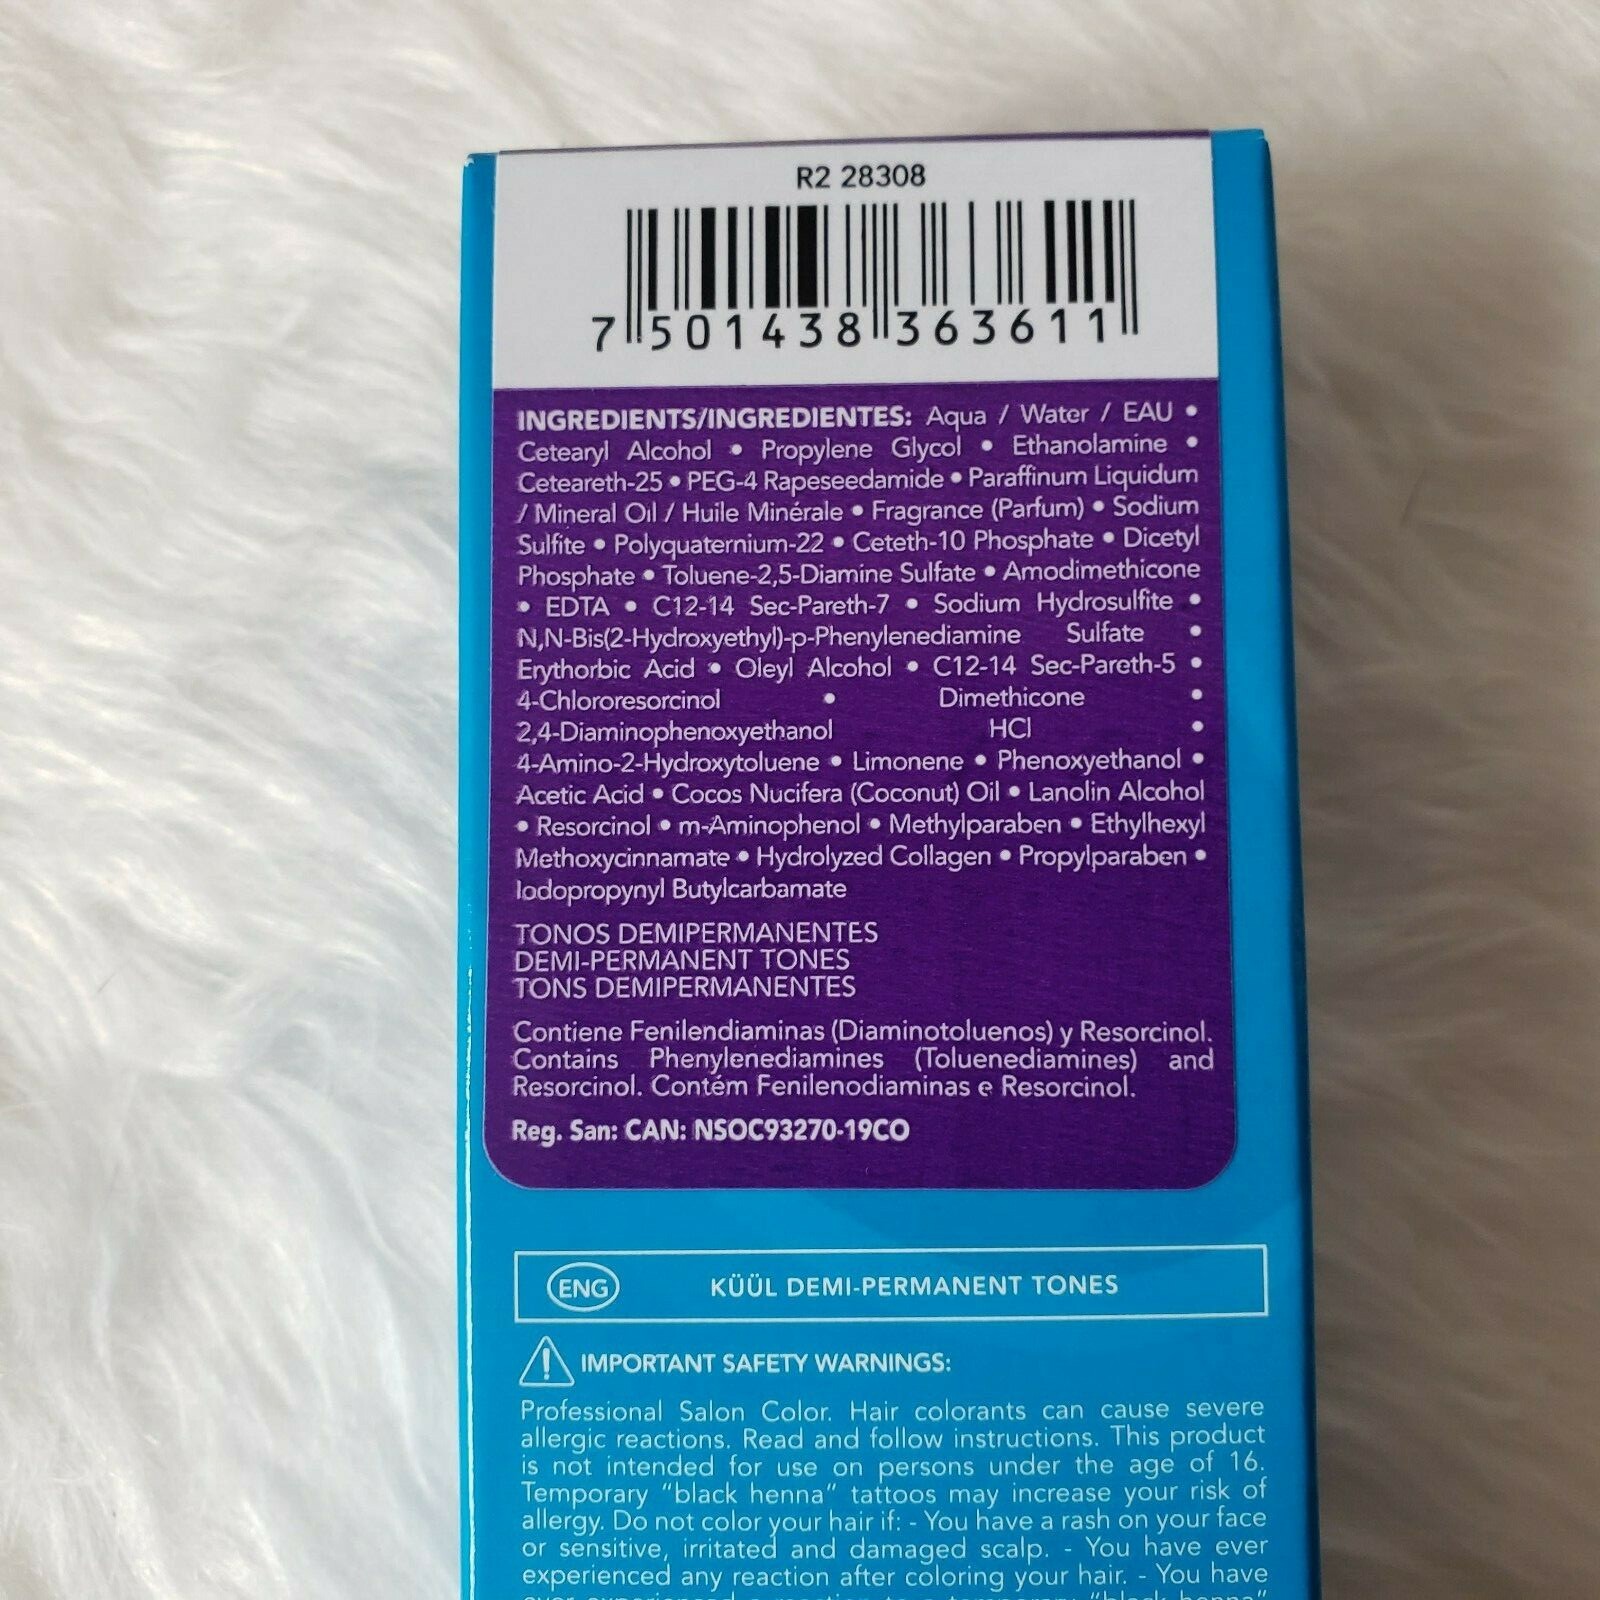 R2 28308
7 501438 363611
INGREDIENTS/INGREDIENTES: Aqua / Water / EAU •
Cetearyl Alcohol • Propylene Glycol • Ethanolamine •
Ceteareth-25 • PEG-4 Rapeseedamide • Paraffinum Liquidum
/ Mineral Oil / Huile Minérale • Fragrance (Parfum) • Sodium
Sulfite • Polyquaternium-22 • Ceteth-10 Phosphate • Dicetyl
Phosphate • Toluene-2,5-Diamine Sulfate • Amodimethicone
• EDTA • C12-14 Sec-Pareth-7 • Sodium Hydrosulfite •
N,N-Bis(2-Hydroxyethyl)-p-Phenylenediamine Sulfate •
Erythorbic Acid • Oleyl Alcohol • C12-14 Sec-Pareth-5 •
4-Chlororesorcinol • Dimethicone •
2,4-Diaminophenoxyethanol HCl •
4-Amino-2-Hydroxytoluene • Limonene • Phenoxyethanol •
Acetic Acid • Cocos Nucifera (Coconut) Oil • Lanolin Alcohol
• Resorcinol • m-Aminophenol • Methylparaben • Ethylhexyl
Methoxycinnamate • Hydrolyzed Collagen • Propylparaben •
Iodopropynyl Butylcarbamate
TONOS DEMIPERMANENTES
DEMI-PERMANENT TONES
TONS DEMIPERMANENTES
Contiene Fenilendiaminas (Diaminotoluenos) y Resorcinol.
Contains Phenylenediamines (Toluenediamines) and
Resorcinol. Contém Fenilenodiaminas e Resorcinol.
Reg. San: CAN: NSOC93270-19CO
ENG KÜÜL DEMI-PERMANENT TONES
IMPORTANT SAFETY WARNINGS:
Professional Salon Color. Hair colorants can cause severe
allergic reactions. Read and follow instructions. This product
is not intended for use on persons under the age of 16.
Temporary "black henna" tattoos may increase your risk of
allergy. Do not color your hair if: - You have a rash on your face
or sensitive, irritated and damaged scalp. - You have ever
experienced any reaction after coloring your hair. - You have